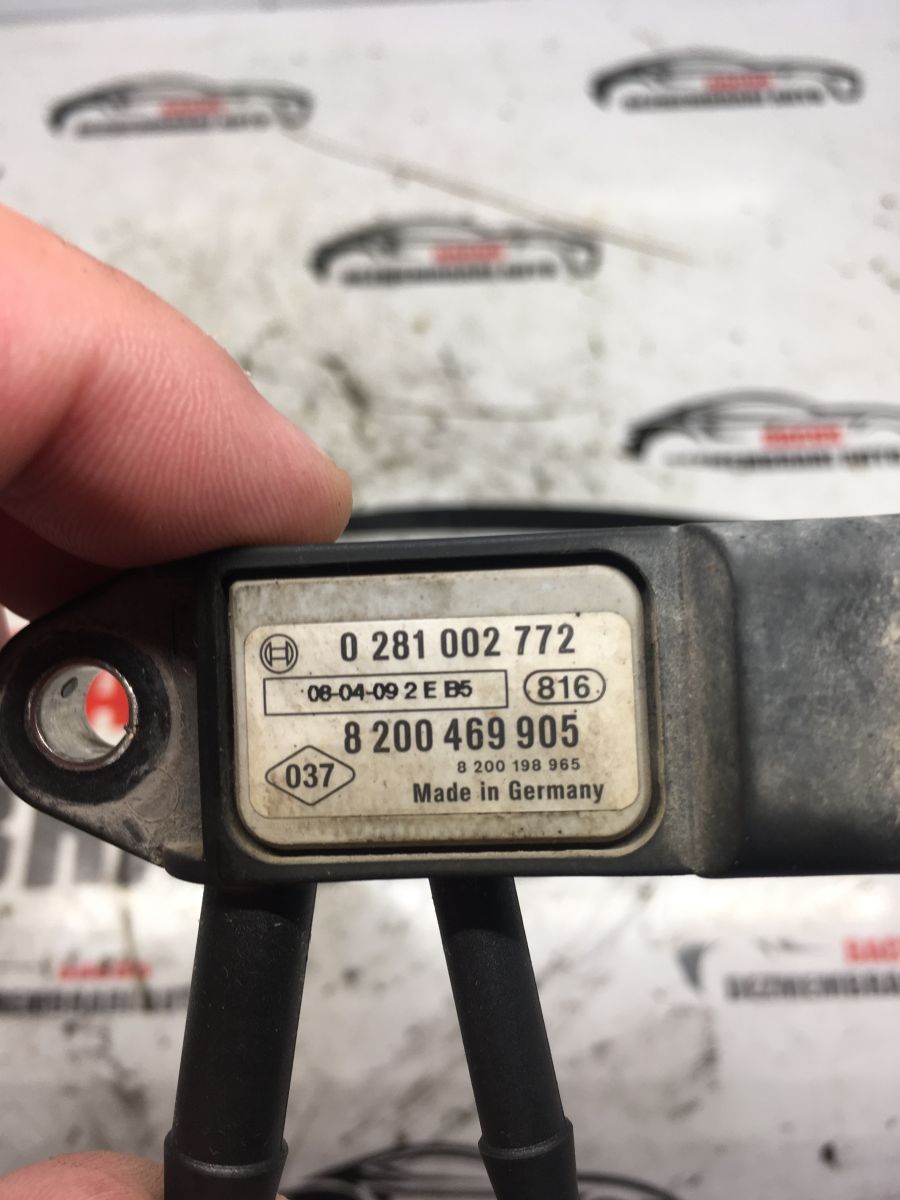 0 281 002 772
08-04-09 2 E B5
816
8 200 469 905
8 200 198 965
037
Made in Germany